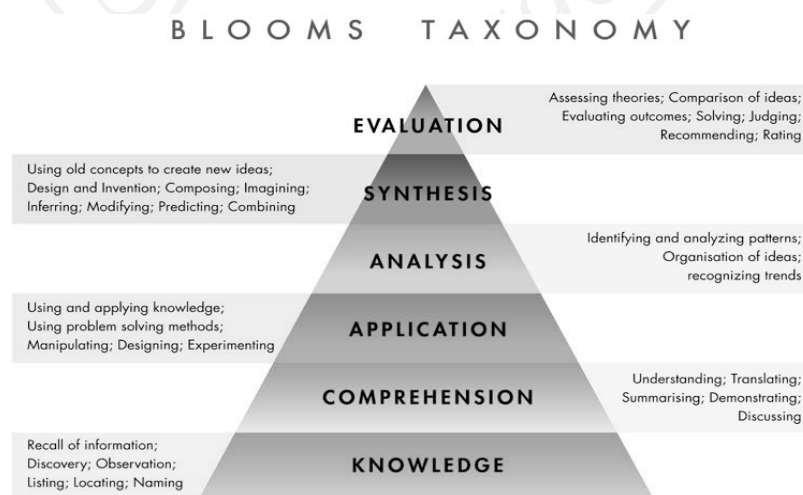 BLOOMS TAXONOMY
EVALUATION
Assessing theories; Comparison of ideas;
Evaluating outcomes; Solving; Judging;
Recommending; Rating
Using old concepts to create new ideas;
Design and Invention; Composing; Imagining;
Inferring; Modifying; Predicting; Combining
SYNTHESIS
ANALYSIS
Identifying and analyzing patterns;
Organisation of ideas;
recognizing trends
Using and applying knowledge;
Using problem solving methods;
Manipulating; Designing; Experimenting
APPLICATION
COMPREHENSION
Understanding; Translating;
Summarising; Demonstrating;
Discussing
Recall of information;
Discovery; Observation;
Listing; Locating; Naming
KNOWLEDGE